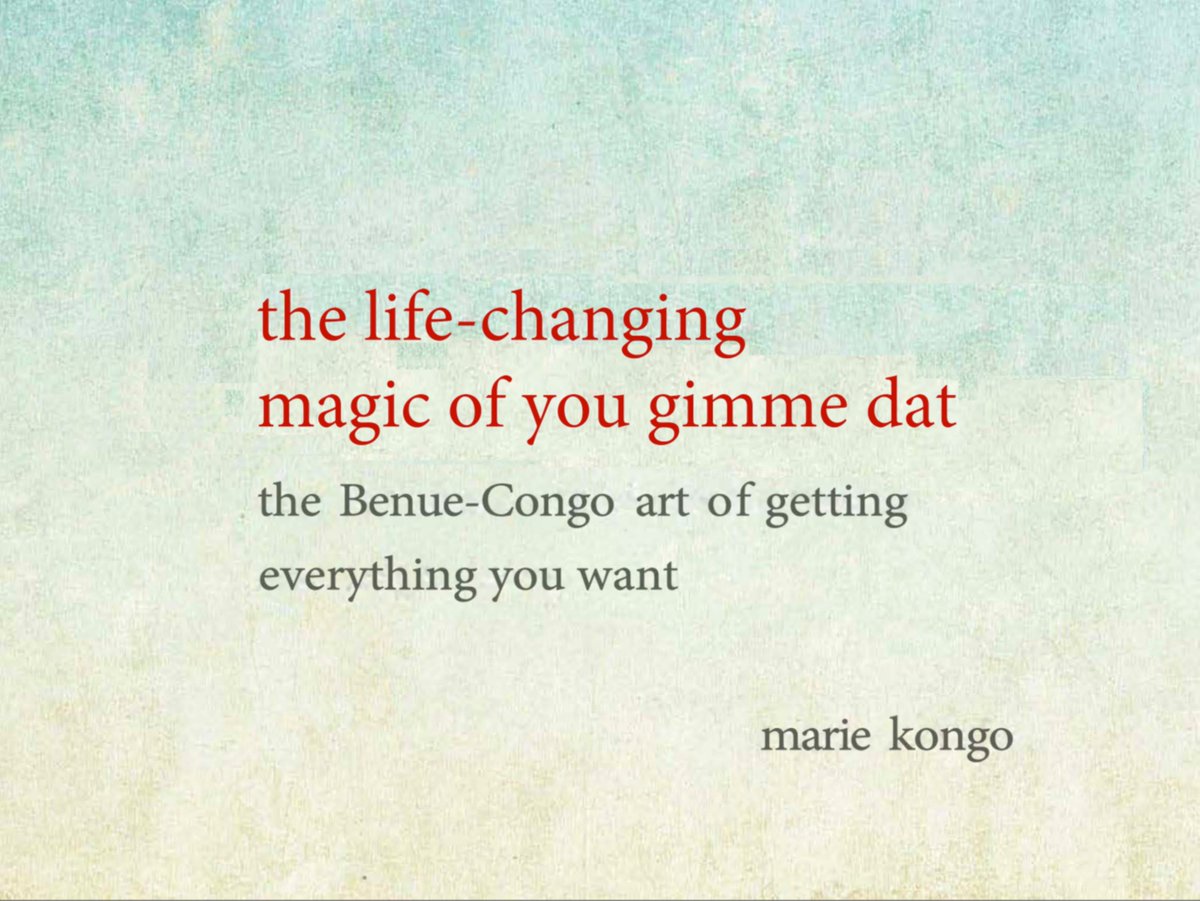 the life-changing
magic of you gimme dat
the Benue-Congo art of getting
everything you want
marie kongo